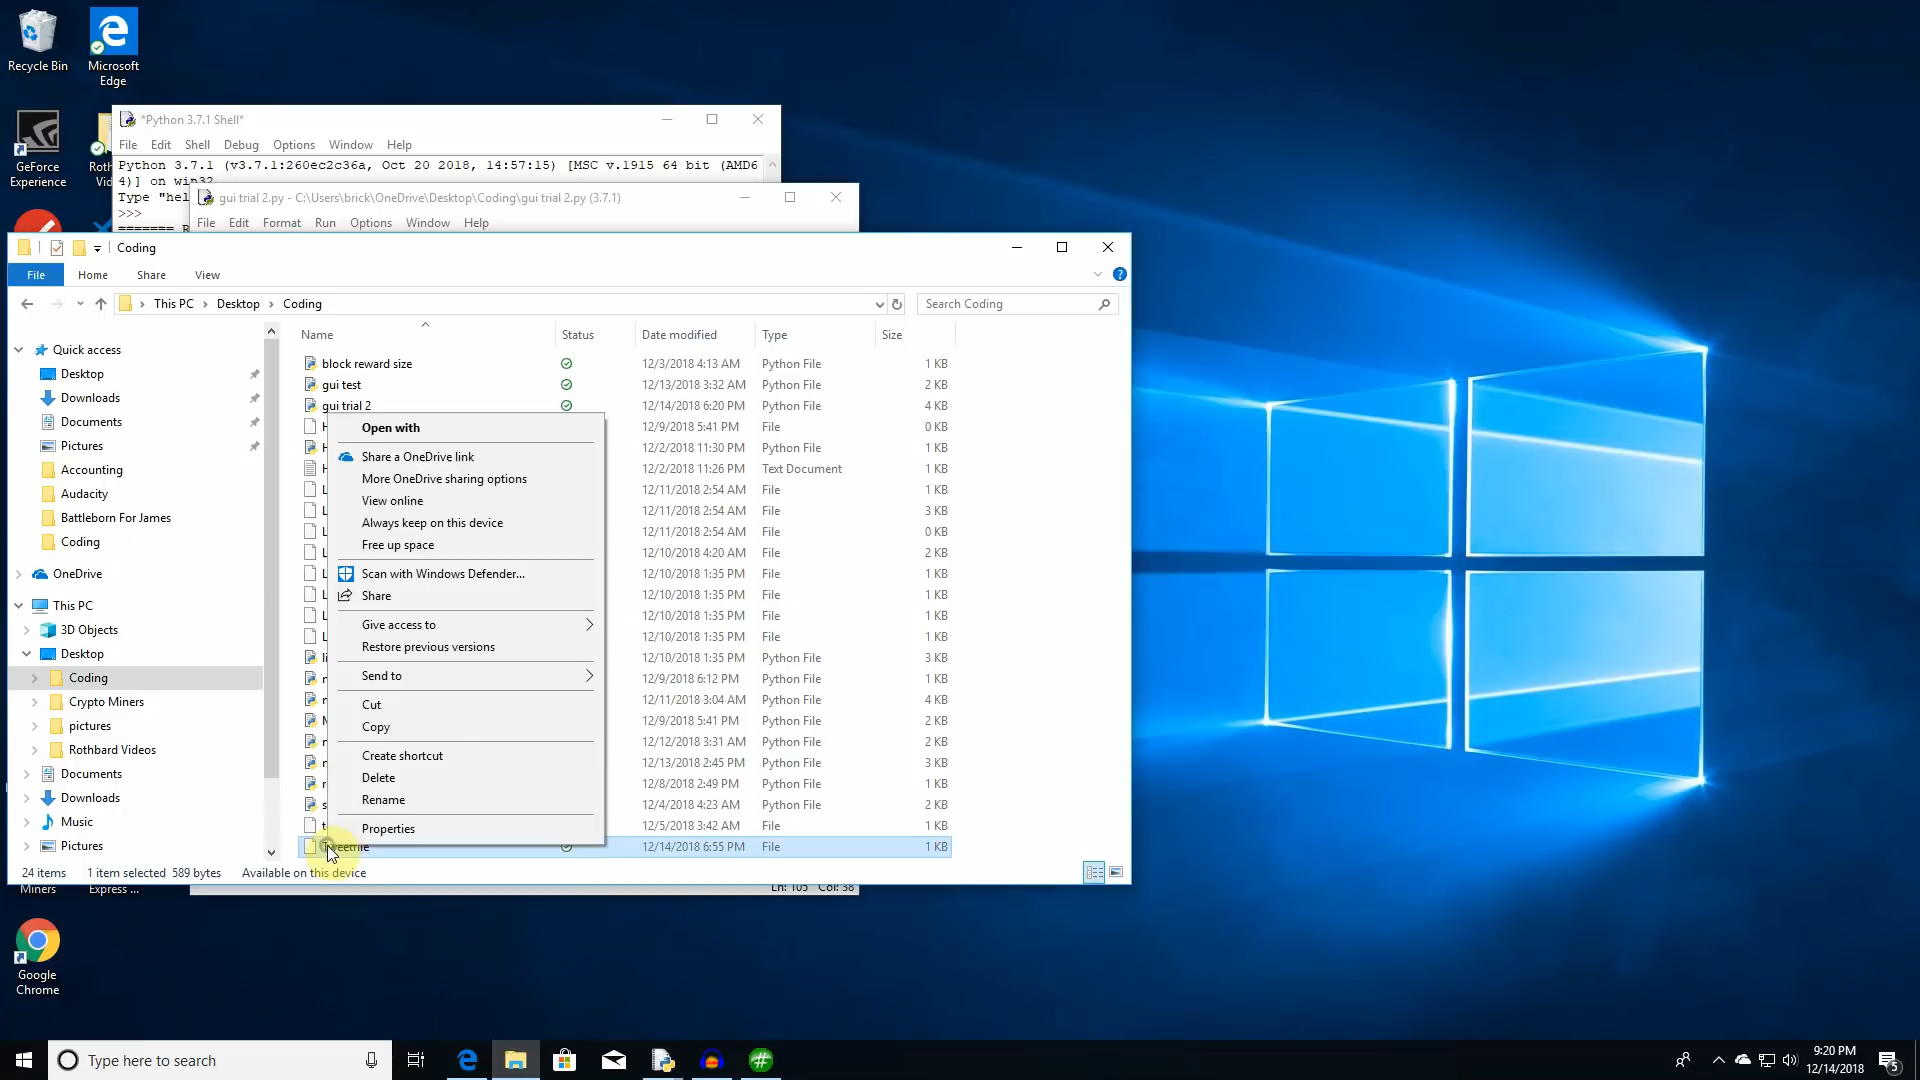 Recycle Bin
Microsoft
Edge
GeForce
Experience
*Python 3.7.1 Shell*
File Edit Shell Debug Options Window Help
Python 3.7.1 (v3.7.1:260ec2c36a, Oct 20 2018, 14:57:15) [MSC v.1915 64 bit (AMD6
4)] on win32
>>>
gui trial 2.py - C:\Users\brick\OneDrive\Desktop\Coding\gui trial 2.py (3.7.1)
File Edit Format Run Options Window Help
Coding
File Home Share View
This PC Desktop Coding
Search Coding
Name Status Date modified Type Size
block reward size 12/3/2018 4:13 AM Python File 1 KB
gui test 12/13/2018 3:32 AM Python File 2 KB
gui trial 2 12/14/2018 6:20 PM Python File 4 KB
12/9/2018 5:41 PM File 0 KB
12/2/2018 11:30 PM Python File 1 KB
12/2/2018 11:26 PM Text Document 1 KB
12/11/2018 2:54 AM File 1 KB
12/11/2018 2:54 AM File 3 KB
12/11/2018 2:54 AM File 0 KB
12/10/2018 4:20 AM File 2 KB
12/10/2018 1:35 PM File 1 KB
12/10/2018 1:35 PM File 1 KB
12/10/2018 1:35 PM File 1 KB
12/10/2018 1:35 PM File 1 KB
12/10/2018 1:35 PM Python File 3 KB
12/9/2018 6:12 PM Python File 1 KB
12/11/2018 3:04 AM Python File 4 KB
12/9/2018 5:41 PM Python File 2 KB
12/12/2018 3:31 AM Python File 2 KB
12/13/2018 2:45 PM Python File 3 KB
12/8/2018 2:49 PM Python File 1 KB
12/4/2018 4:23 AM Python File 2 KB
12/5/2018 3:42 AM File 1 KB
12/14/2018 6:55 PM File 1 KB
Quick access
Desktop
Downloads
Documents
Pictures
Accounting
Audacity
Battleborn For James
Coding
OneDrive
This PC
3D Objects
Desktop
Coding
Crypto Miners
pictures
Rothbard Videos
Documents
Downloads
Music
Pictures
Open with
Share a OneDrive link
More OneDrive sharing options
View online
Always keep on this device
Free up space
Scan with Windows Defender...
Share
Give access to
Restore previous versions
Send to
Cut
Copy
Create shortcut
Delete
Rename
Properties
24 items 1 item selected 589 bytes Available on this device
Miners Express ...
Ln: 105 Col: 38
Google
Chrome
Type here to search
9:20 PM
12/14/2018
5